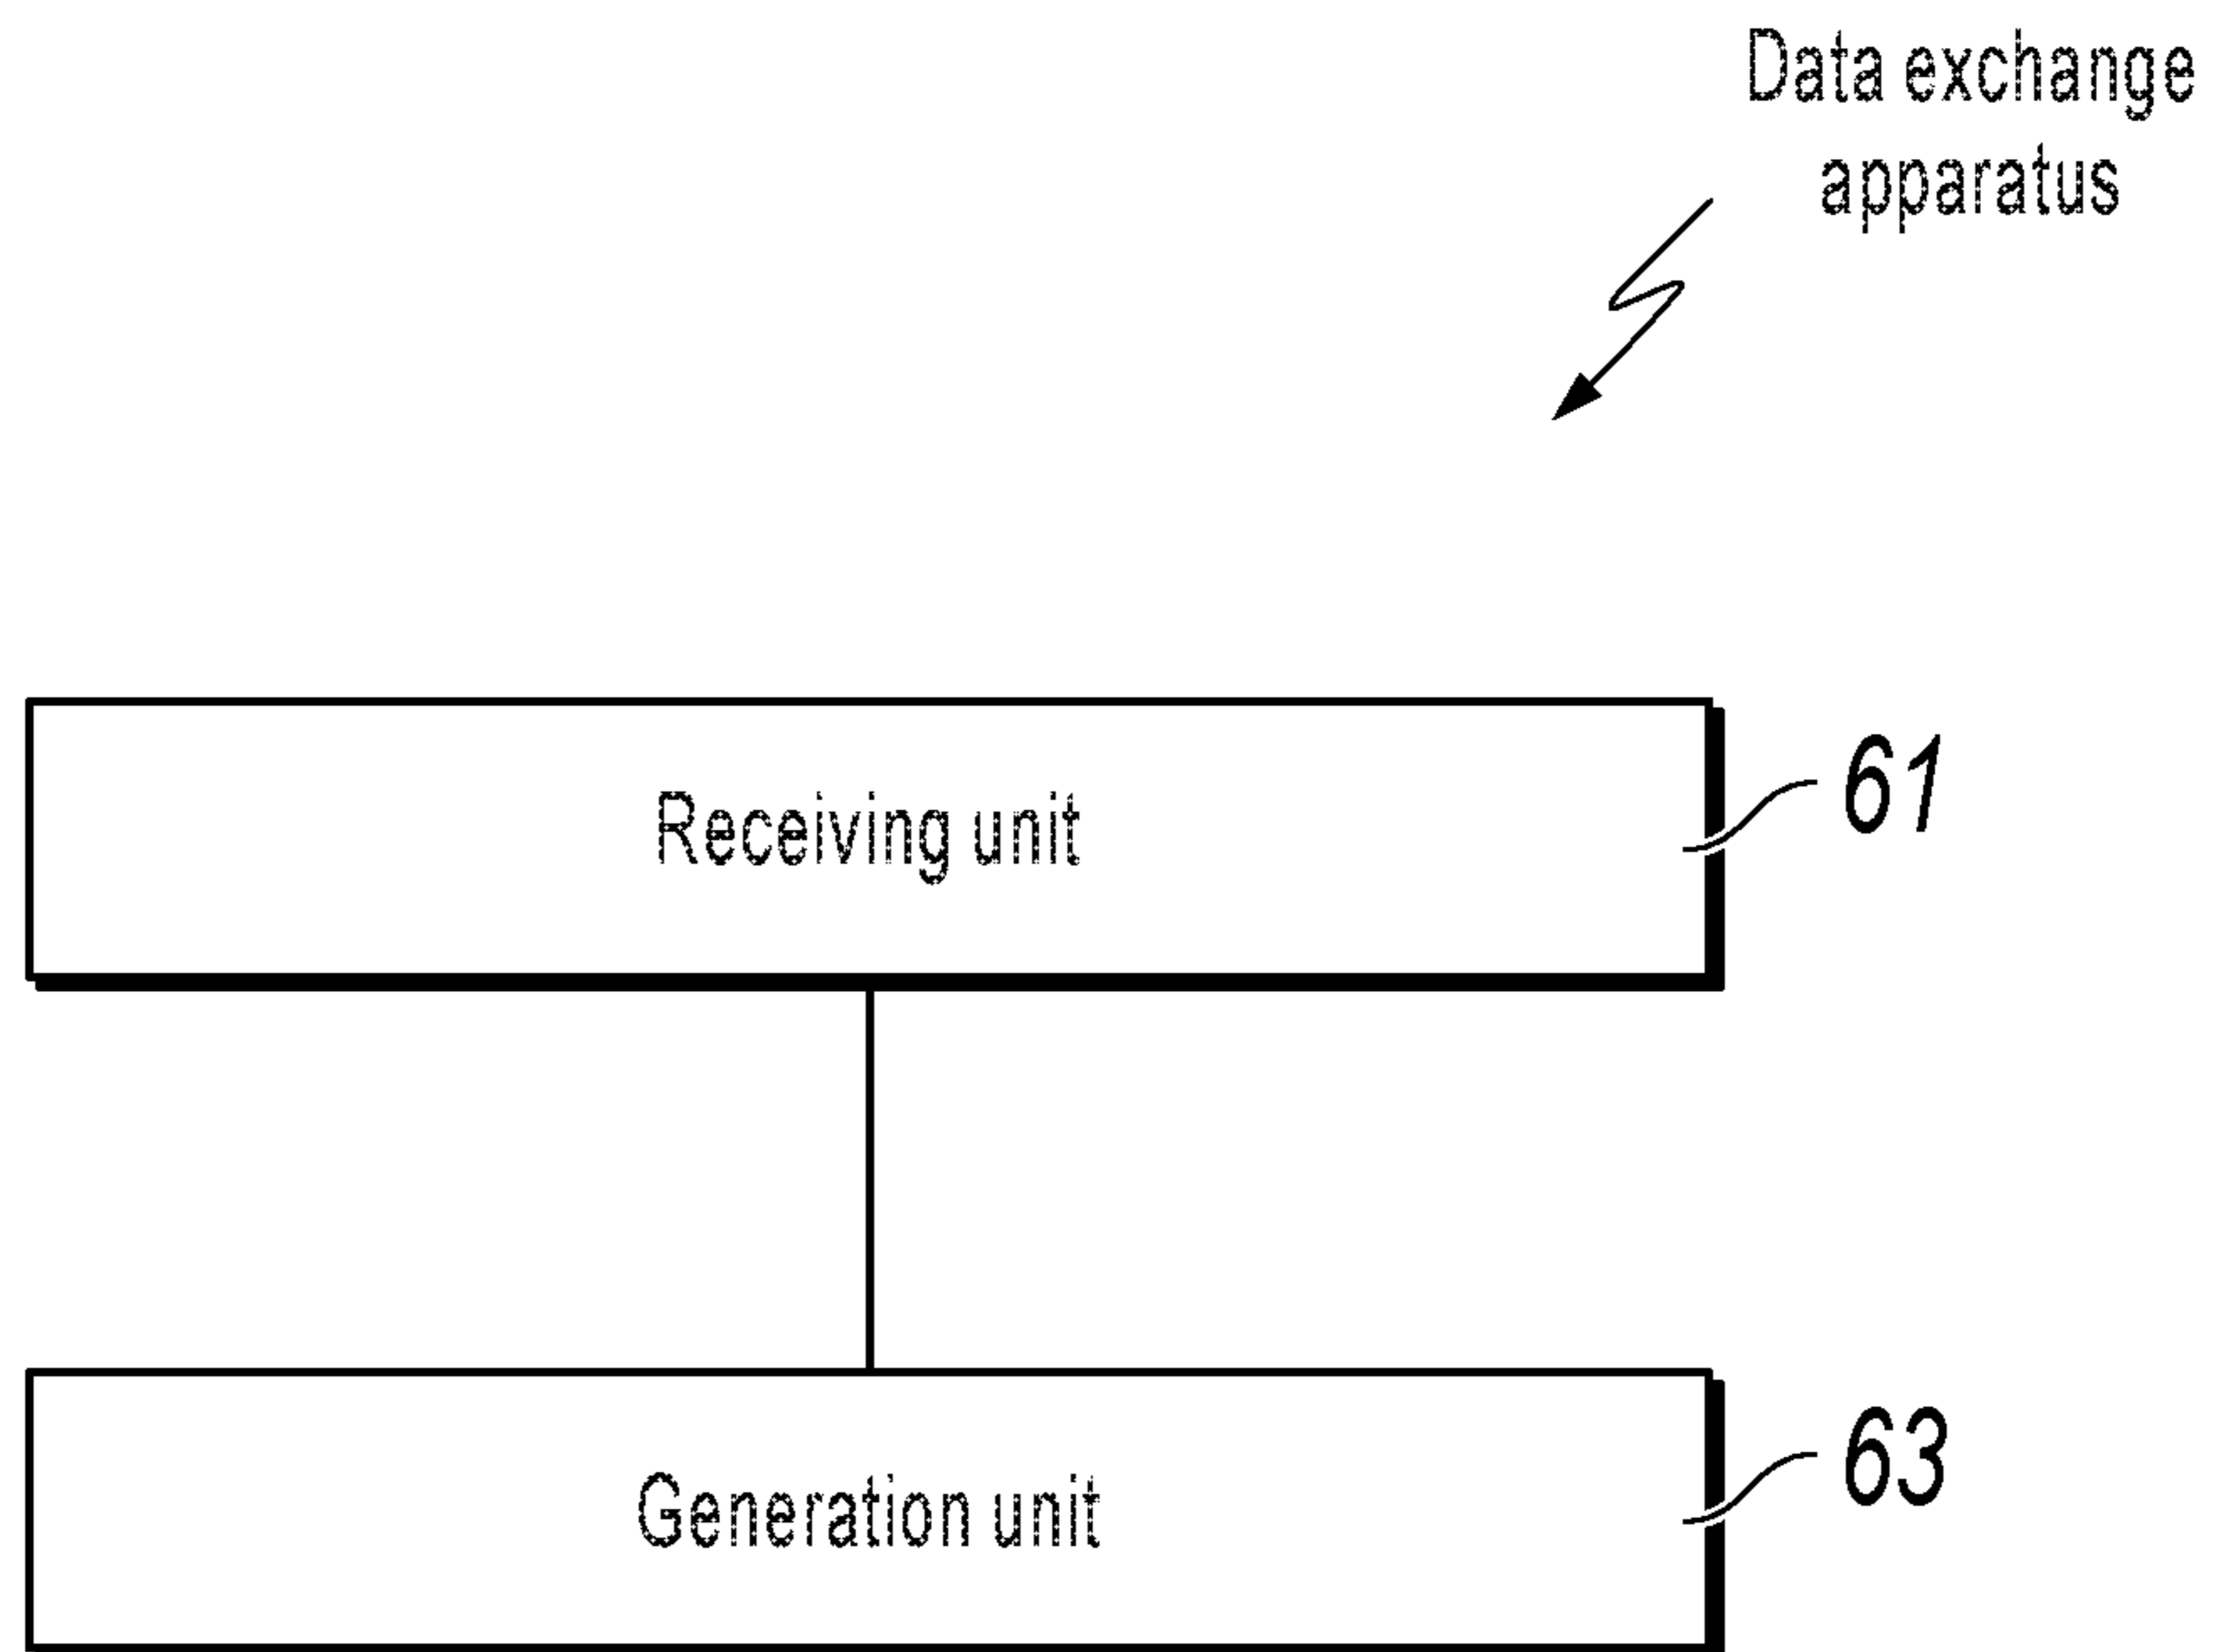 Data exchange
apparatus
Receiving unit
61
Generation unit
63